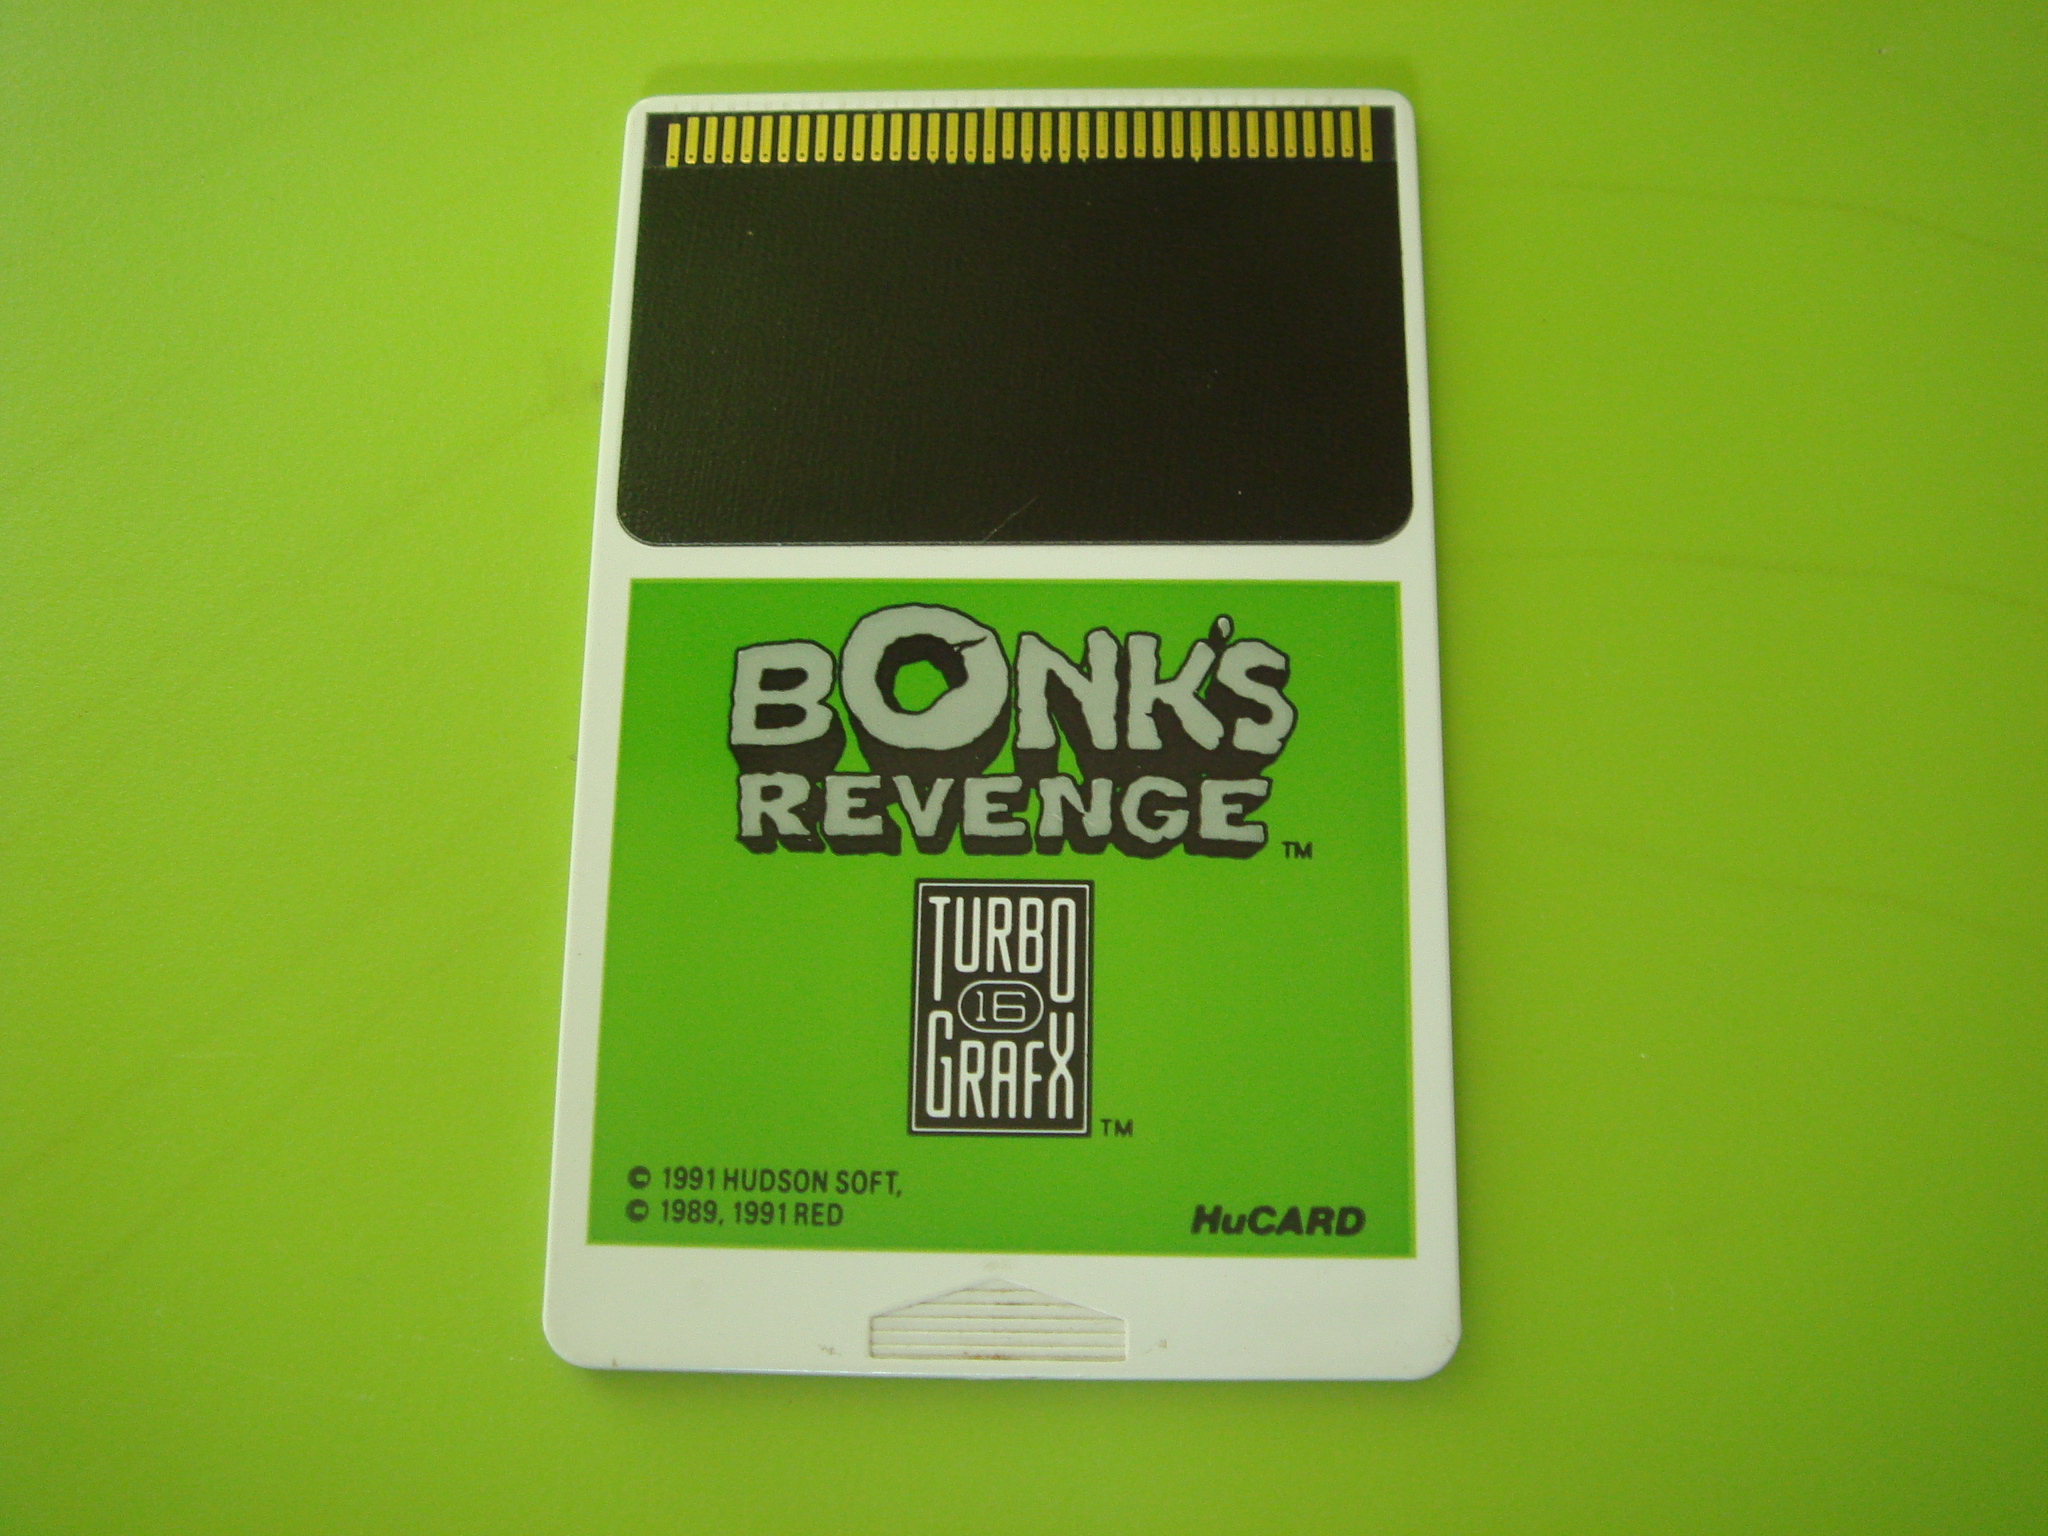 BONK'S
REVENGE ™
TURBO
16
GRAFX ™
© 1991 HUDSON SOFT,
© 1989, 1991 RED
HuCARD